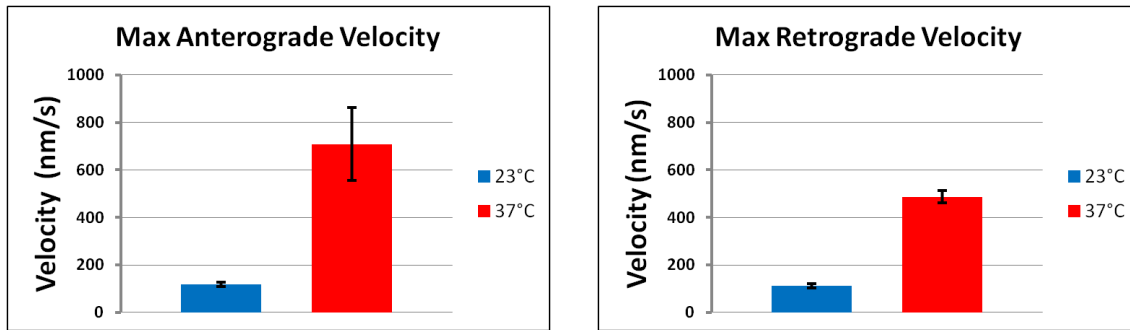 Max Anterograde Velocity
Velocity (nm/s)
1000
800
600
400
200
0
23°C
37°C
Max Retrograde Velocity
Velocity (nm/s)
1000
800
600
400
200
0
23°C
37°C